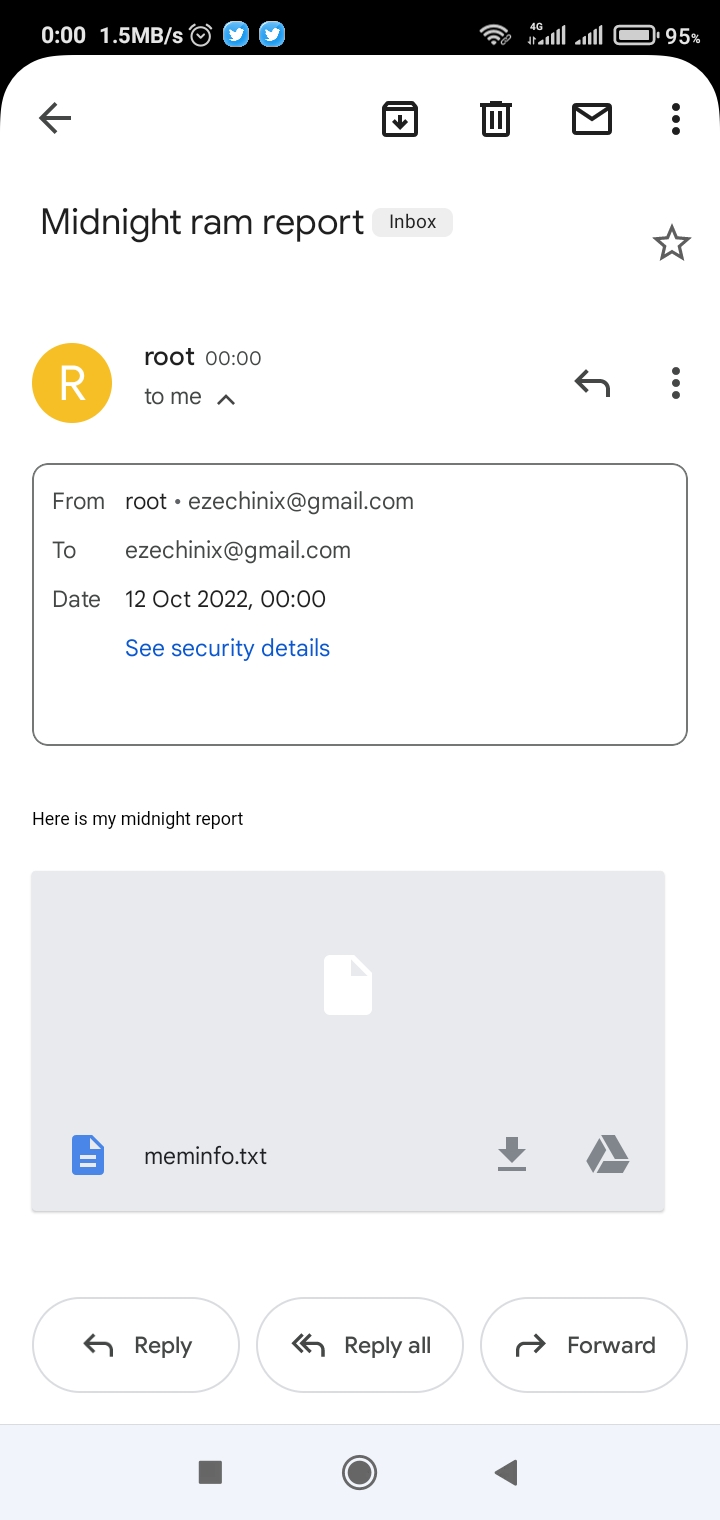 0:00 1.5MB/s 4G 95%
Midnight ram report Inbox
R
root 00:00
to me
From root • ezechinix@gmail.com
To ezechinix@gmail.com
Date 12 Oct 2022, 00:00
See security details
Here is my midnight report
meminfo.txt
Reply Reply all Forward